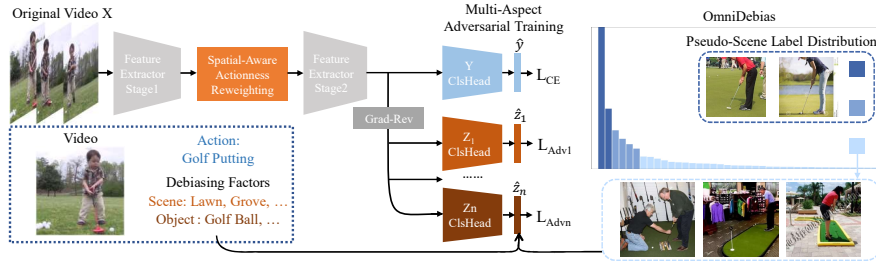 Original Video X
Feature
Extractor
Stage1
Spatial-Aware
Actionness
Reweighting
Feature
Extractor
Stage2
Multi-Aspect
Adversarial Training
Y
ClsHead
ŷ
L_CE
Grad-Rev
Z_1
ClsHead
ẑ_1
L_Adv1
......
Zn
ClsHead
ẑ_n
L_Advn
Video
Action:
Golf Putting
Debiasing Factors
Scene: Lawn, Grove, ...
Object : Golf Ball, ...
OmniDebias
Pseudo-Scene Label Distribution